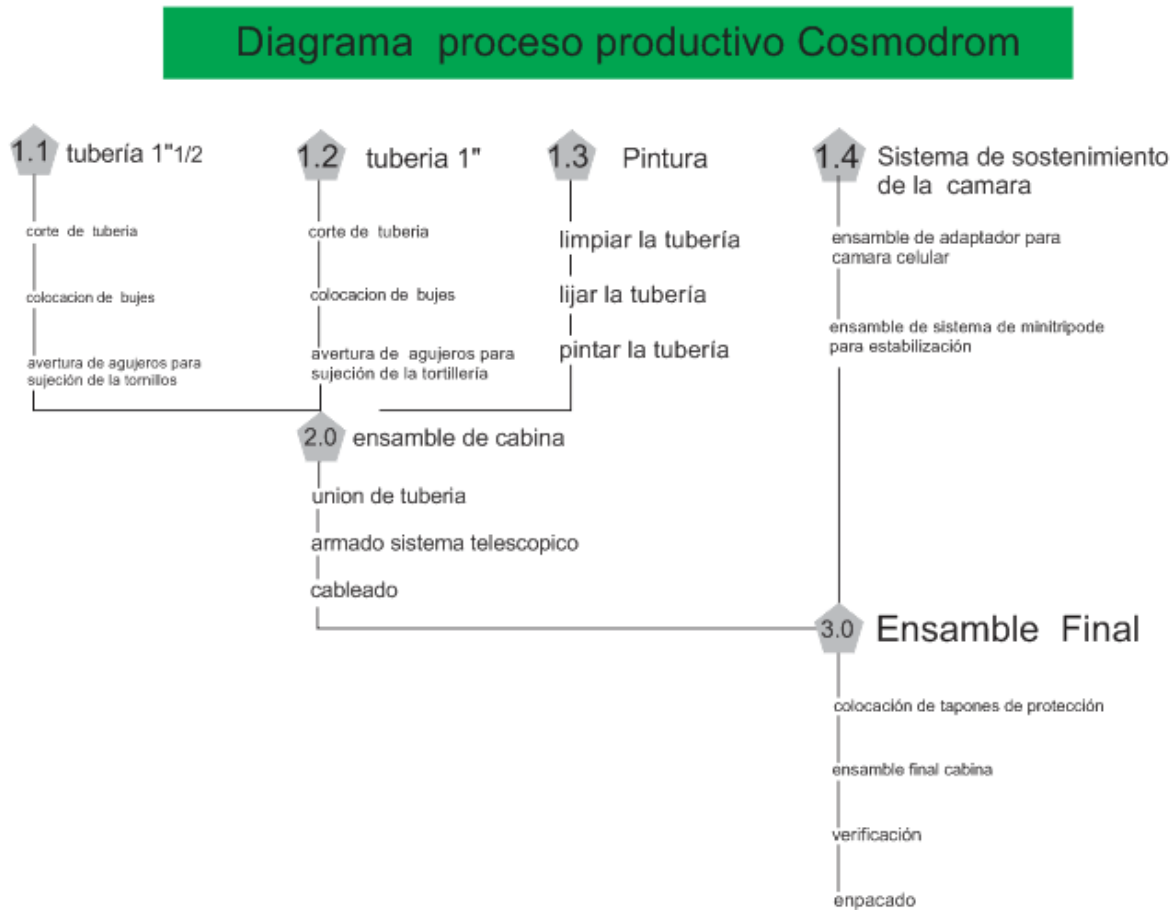 Diagrama proceso productivo Cosmodrom
1.1 tubería 1"1/2
corte de tuberia
colocacion de bujes
avertura de agujeros para
sujeción de la tornillos
1.2 tuberia 1"
corte de tuberia
colocacion de bujes
avertura de agujeros para
sujeción de la tortillería
1.3 Pintura
limpiar la tubería
lijar la tubería
pintar la tubería
1.4 Sistema de sostenimiento
de la camara
ensamble de adaptador para
camara celular
ensamble de sistema de minitripode
para estabilización
2.0 ensamble de cabina
union de tuberia
armado sistema telescopico
cableado
3.0 Ensamble Final
colocación de tapones de protección
ensamble final cabina
verificación
enpacado